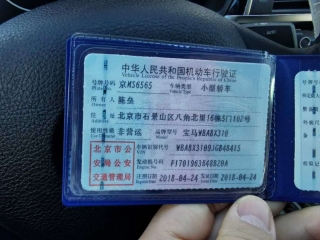 中华人民共和国机动车行驶证
Vehicle License of the People's Republic of China
号牌号码 京M56565 车辆类型 小型轿车
所有人 陈垒
住址 北京市石景山区八角北里16栋3门102号
使用性质 非营运 品牌型号 宝马WBA8X310
北京市公 车辆识别代号
安局公安 发动机号码 F1701963648820A
交通管理局 注册日期 2018-04-24 发证日期 2018-04-24